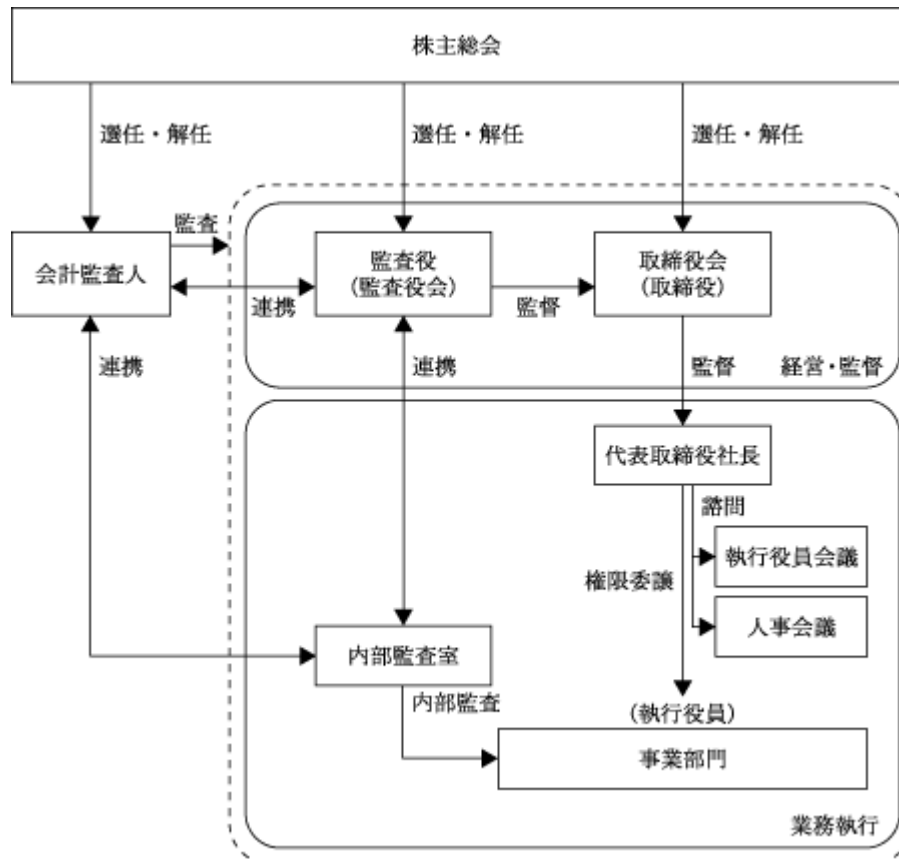 株主総会
選任・解任
選任・解任
選任・解任
監査
会計監査人
監査役
(監査役会)
取締役会
(取締役)
連携
監督
連携
連携
監督
経営・監督
代表取締役社長
諮問
執行役員会議
権限委譲
人事会議
内部監査室
内部監査
(執行役員)
事業部門
業務執行